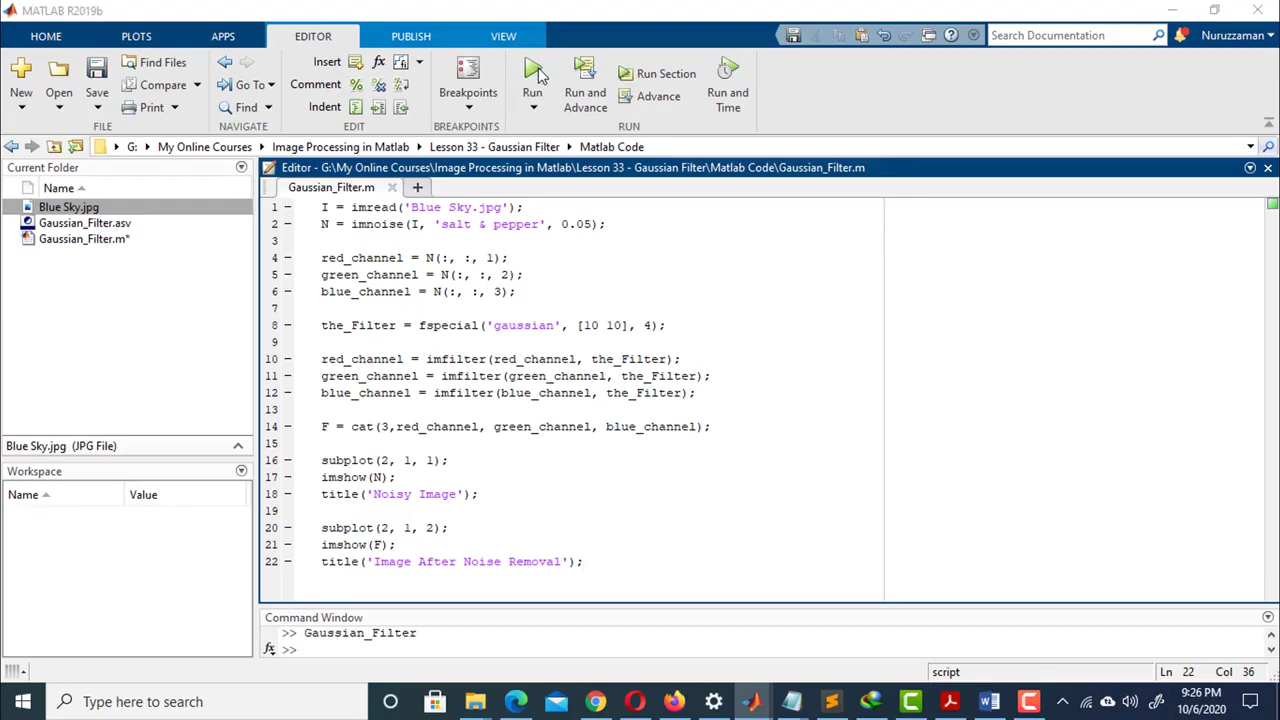 MATLAB R2019b
HOME PLOTS APPS EDITOR PUBLISH VIEW
Search Documentation
Nuruzzaman
New
Open
Save
Find Files
Compare
Print
FILE
Go To
Find
NAVIGATE
Insert
Comment
Indent
fx
EDIT
Breakpoints
BREAKPOINTS
Run
Run and Advance
Run Section
Advance
Run and Time
RUN
G: My Online Courses Image Processing in Matlab Lesson 33 - Gaussian Filter Matlab Code
Current Folder
Name
Blue Sky.jpg
Gaussian_Filter.asv
Gaussian_Filter.m*
Blue Sky.jpg (JPG File)
Workspace
Name Value
Editor - G:\My Online Courses\Image Processing in Matlab\Lesson 33 - Gaussian Filter\Matlab Code\Gaussian_Filter.m
Gaussian_Filter.m
1 I = imread('Blue Sky.jpg');
2 N = imnoise(I, 'salt & pepper', 0.05);
3
4 red_channel = N(:, :, 1);
5 green_channel = N(:, :, 2);
6 blue_channel = N(:, :, 3);
7
8 the_Filter = fspecial('gaussian', [10 10], 4);
9
10 red_channel = imfilter(red_channel, the_Filter);
11 green_channel = imfilter(green_channel, the_Filter);
12 blue_channel = imfilter(blue_channel, the_Filter);
13
14 F = cat(3,red_channel, green_channel, blue_channel);
15
16 subplot(2, 1, 1);
17 imshow(N);
18 title('Noisy Image');
19
20 subplot(2, 1, 2);
21 imshow(F);
22 title('Image After Noise Removal');
Command Window
>> Gaussian_Filter
fx >>
script Ln 22 Col 36
Type here to search
9:26 PM
10/6/2020